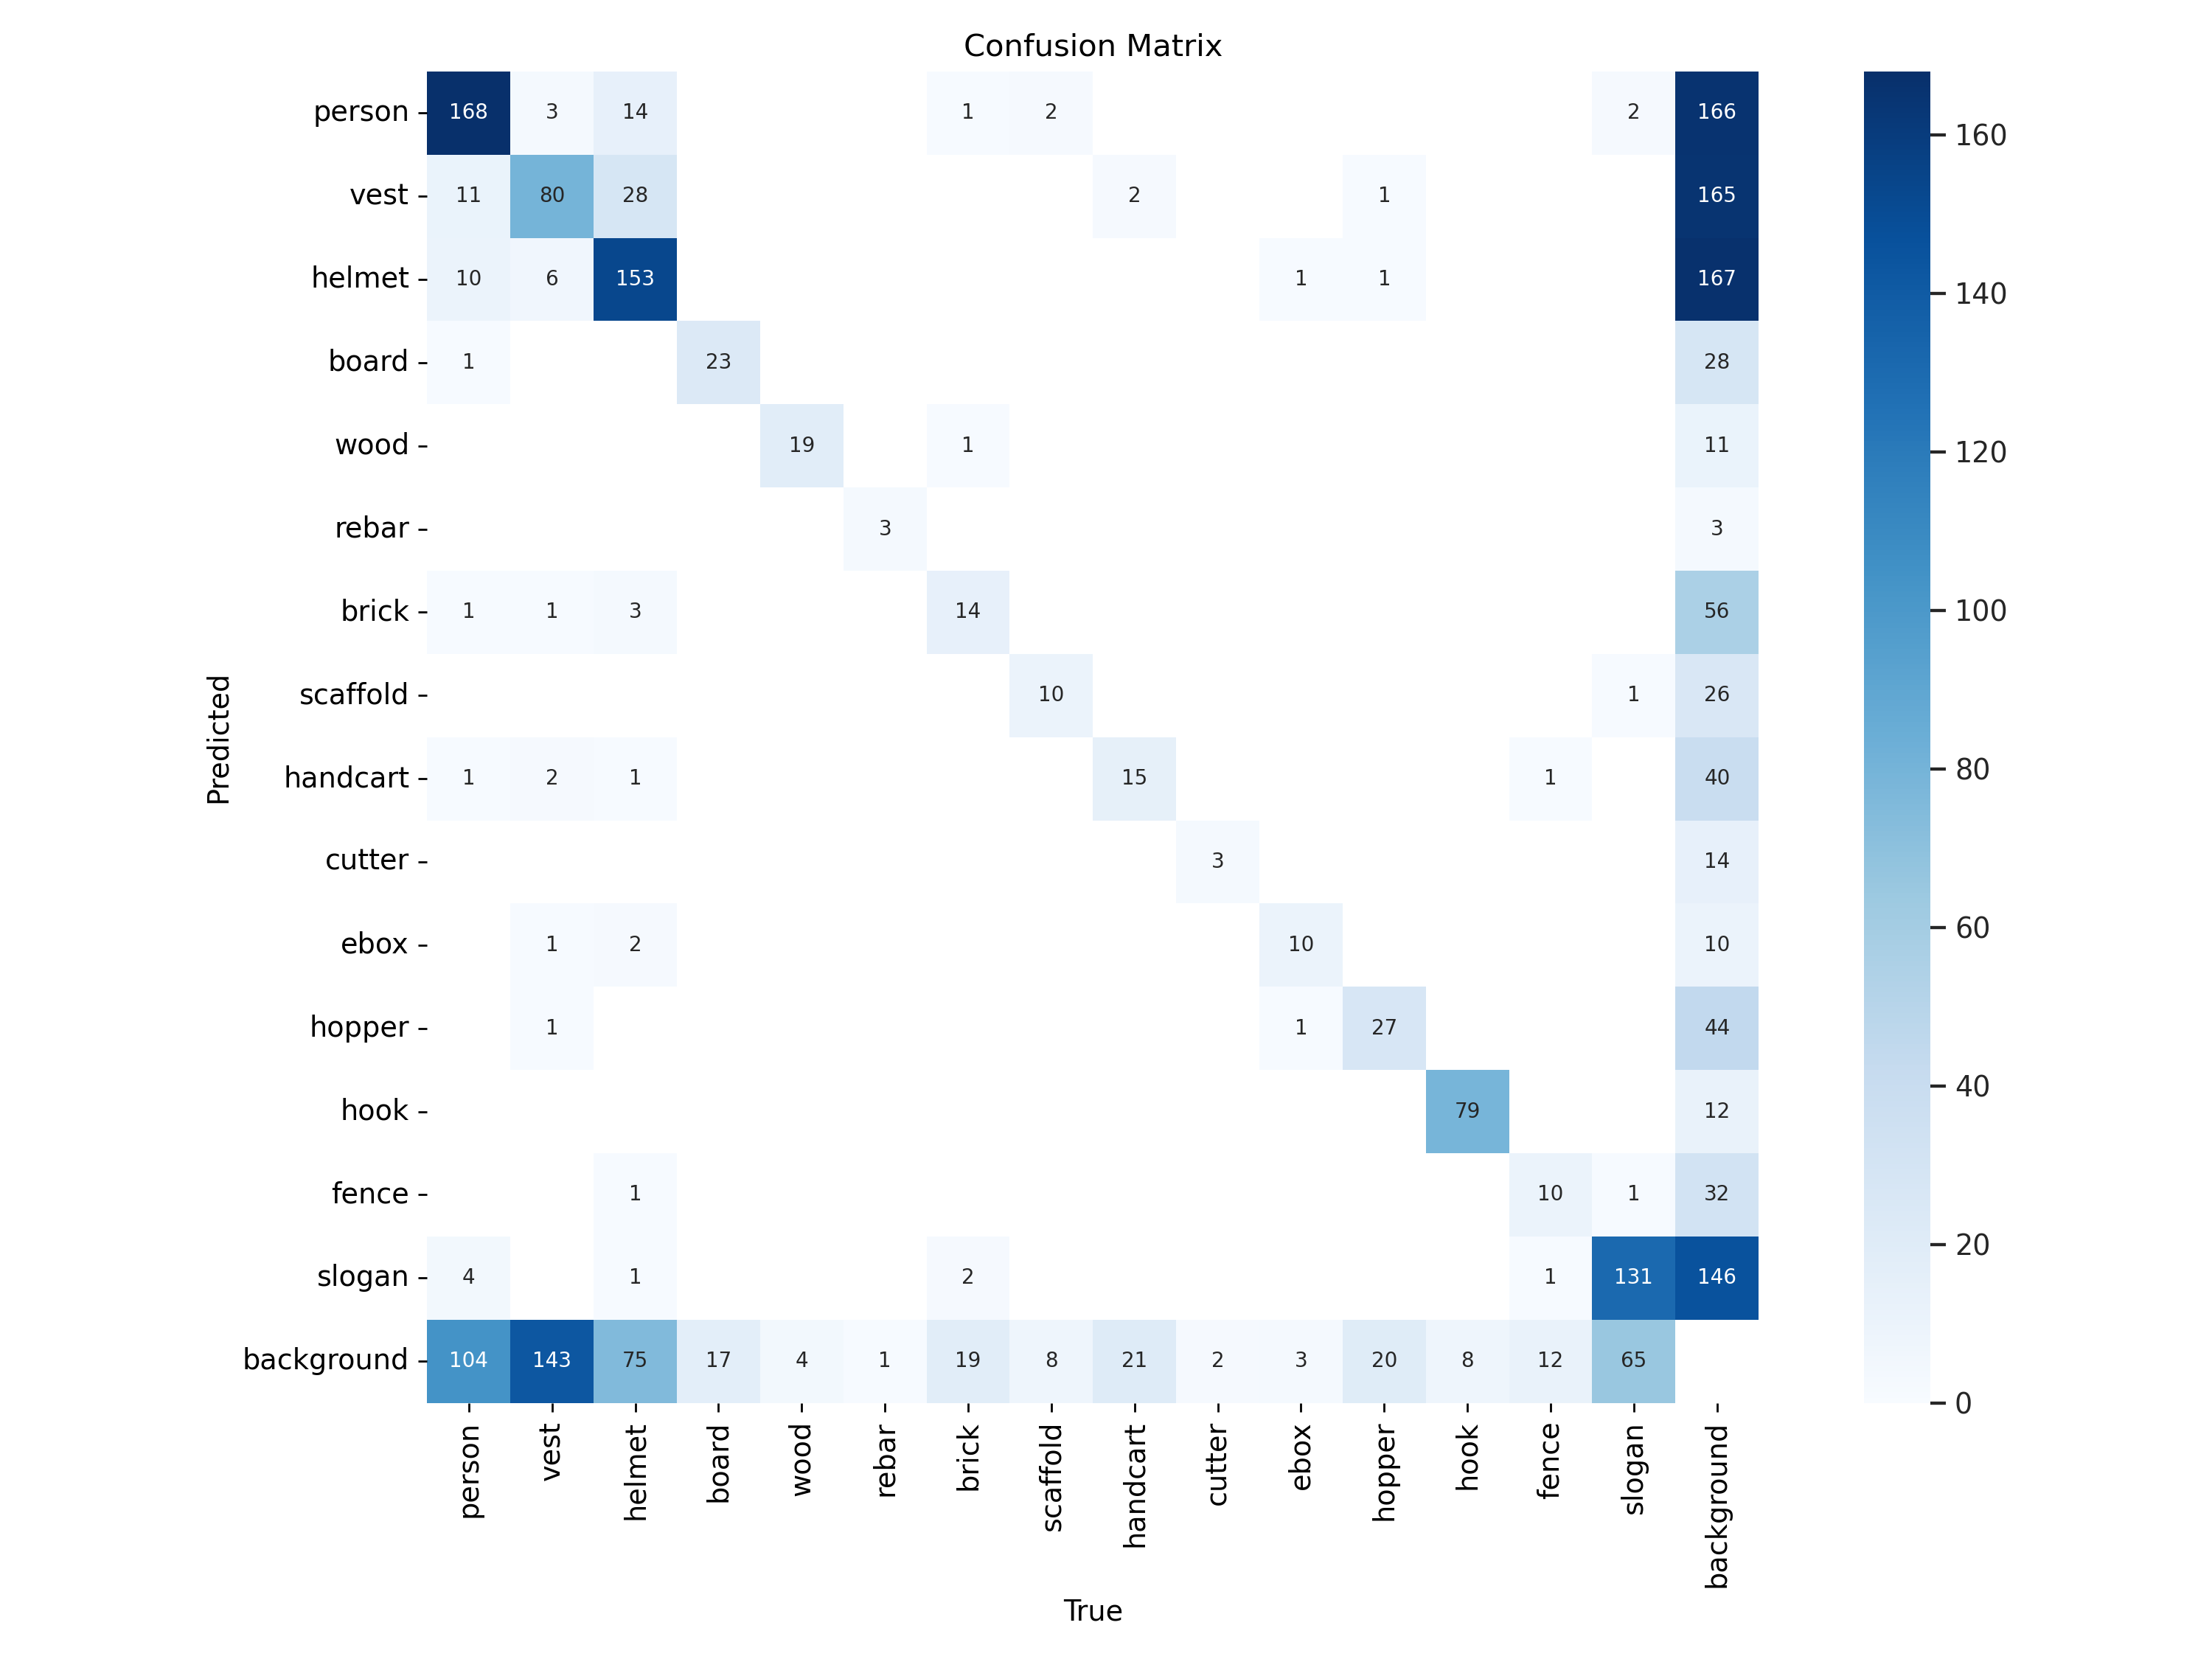 Confusion Matrix
person 168 3 14 1 2 2 166
vest 11 80 28 2 1 165
helmet 10 6 153 1 1 167
board 1 23 28
wood 19 1 11
rebar 3 3
brick 1 1 3 14 56
scaffold 10 1 26
handcart 1 2 1 15 1 40
cutter 3 14
ebox 1 2 10 10
hopper 1 1 27 44
hook 79 12
fence 1 10 1 32
slogan 4 1 2 1 131 146
background 104 143 75 17 4 1 19 8 21 2 3 20 8 12 65
person vest helmet board wood rebar brick scaffold handcart cutter ebox hopper hook fence slogan background
True
Predicted
160
140
120
100
80
60
40
20
0